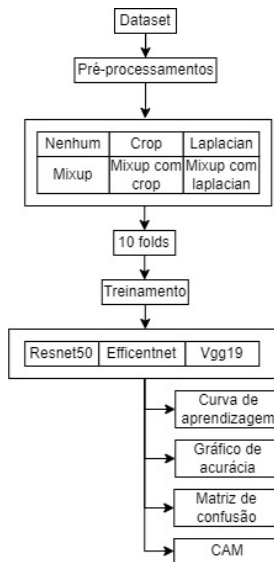 Dataset
Pré-processamentos
Nenhum Crop Laplacian
Mixup Mixup com crop Mixup com laplacian
10 folds
Treinamento
Resnet50 Efficentnet Vgg19
Curva de
aprendizagem
Gráfico de
acurácia
Matriz de
confusão
CAM